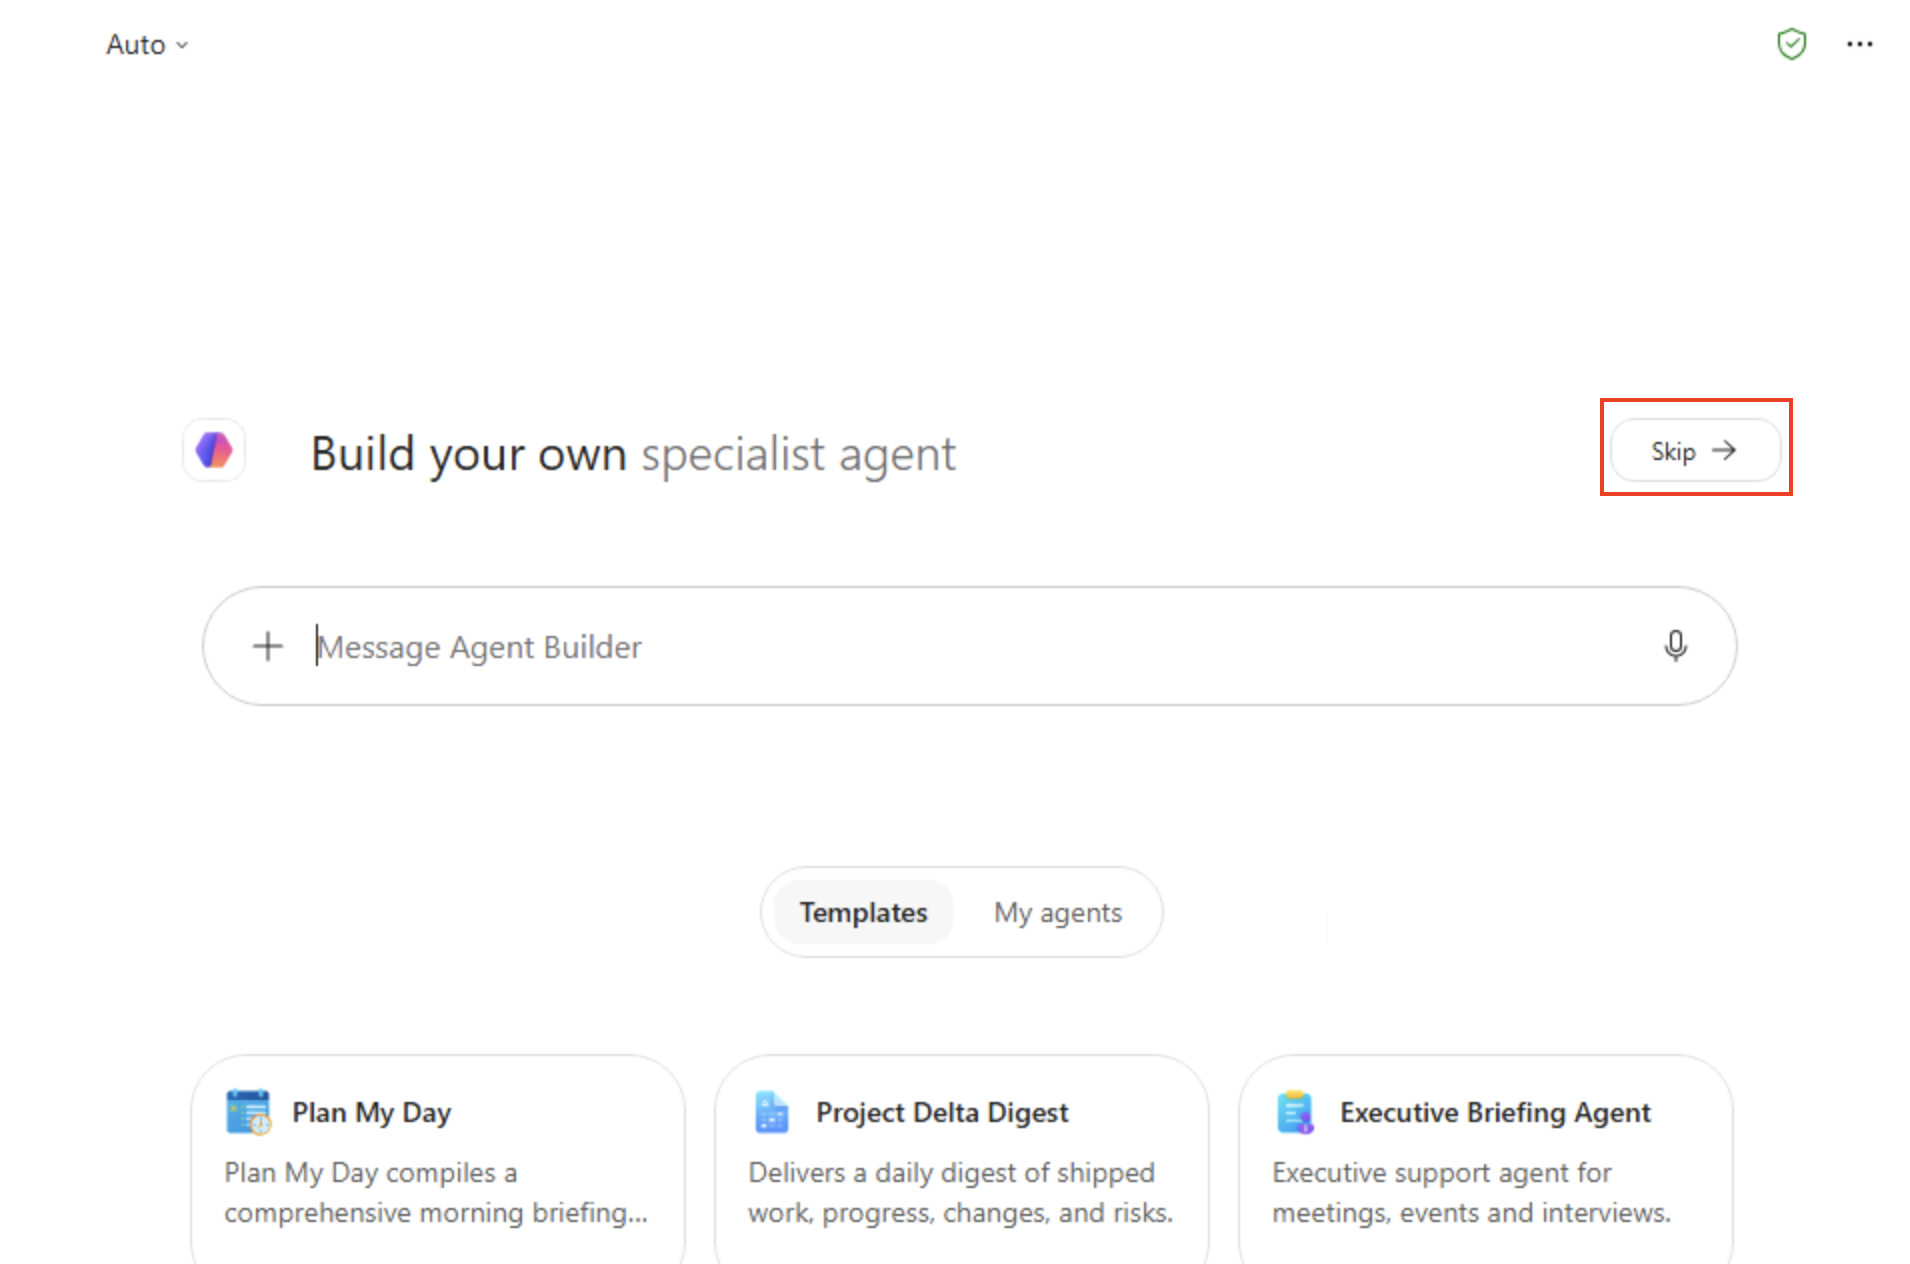 Auto
Build your own specialist agent
Skip
Message Agent Builder
Templates
My agents
Plan My Day
Plan My Day compiles a
comprehensive morning briefing...
Project Delta Digest
Delivers a daily digest of shipped
work, progress, changes, and risks.
Executive Briefing Agent
Executive support agent for
meetings, events and interviews.